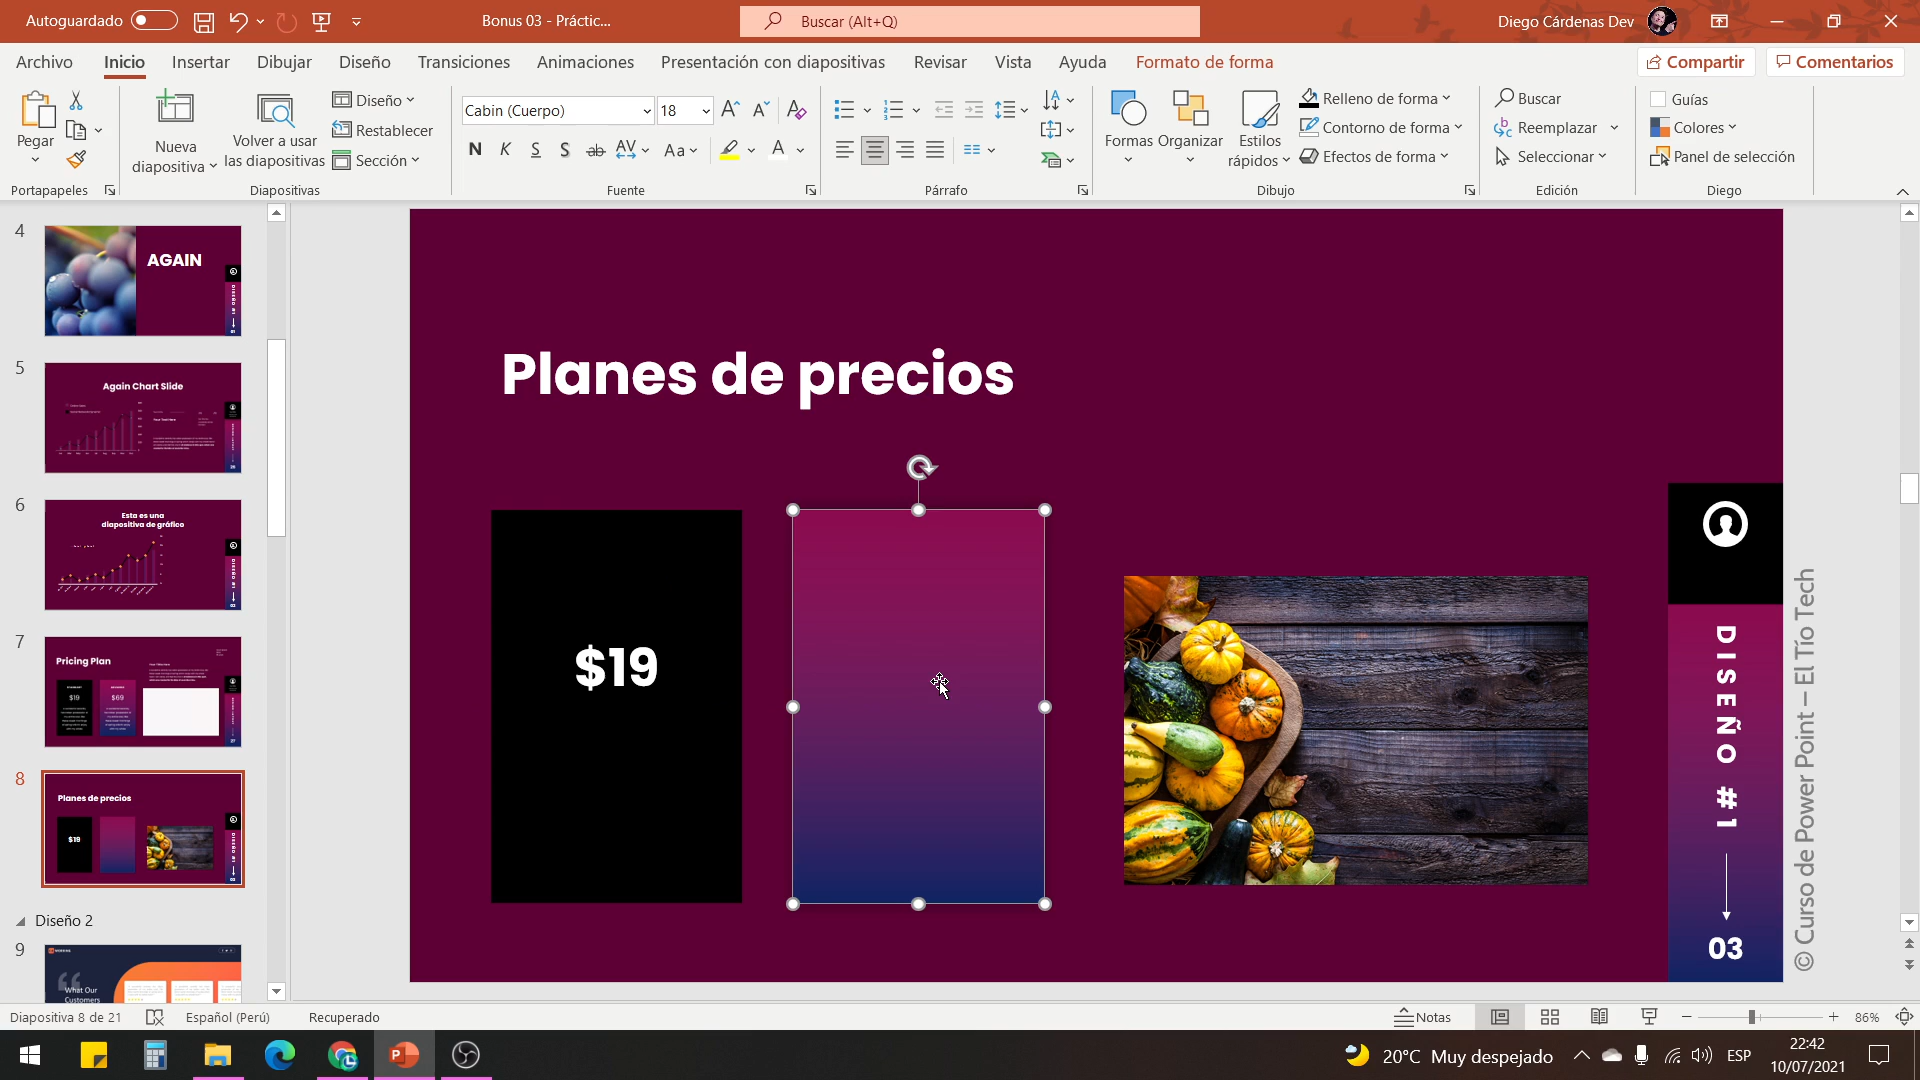 Autoguardado
Bonus 03 - Práctic...
Buscar (Alt+Q)
Diego Cárdenas Dev
Archivo
Inicio
Insertar
Dibujar
Diseño
Transiciones
Animaciones
Presentación con diapositivas
Revisar
Vista
Ayuda
Formato de forma
Compartir
Comentarios
Pegar
Portapapeles
Nueva
diapositiva
Volver a usar
las diapositivas
Diseño
Restablecer
Sección
Diapositivas
Cabin (Cuerpo)
18
N K S S ab AV Aa A
Fuente
Párrafo
Formas
Organizar
Estilos
rápidos
Relleno de forma
Contorno de forma
Efectos de forma
Dibujo
Buscar
Reemplazar
Seleccionar
Edición
Guías
Colores
Panel de selección
Diego
4
AGAIN
5
Again Chart Slide
6
Esta es una
diapositiva de gráfico
7
Pricing Plan
$19
$69
8
Planes de precios
$19
Diseño 2
9
What Our
Customers
Planes de precios
$19
DISEÑO #1
03
© Curso de Power Point – El Tío Tech
Diapositiva 8 de 21
Español (Perú)
Recuperado
Notas
86%
20°C Muy despejado
ESP
22:42
10/07/2021